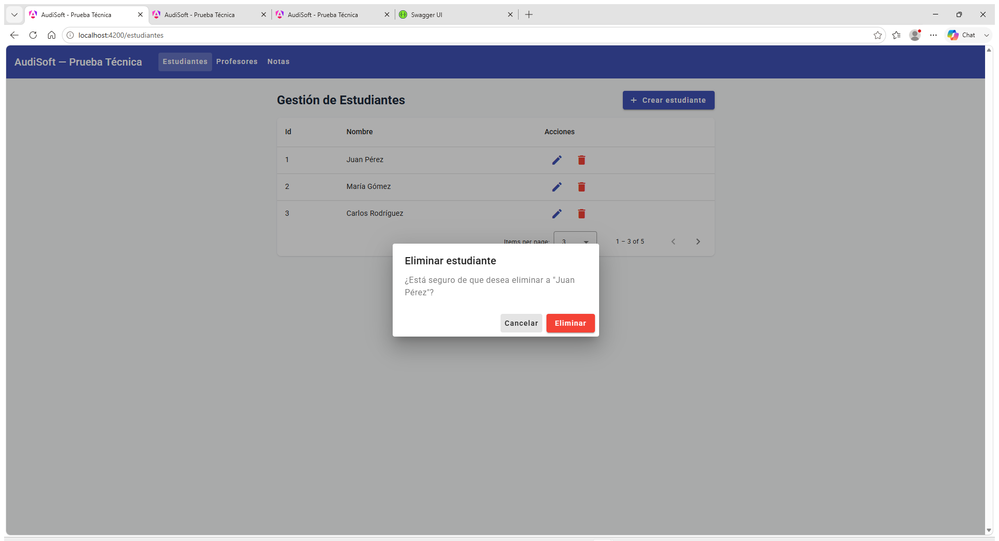 AudiSoft - Prueba Técnica
AudiSoft - Prueba Técnica
AudiSoft - Prueba Técnica
Swagger UI
localhost:4200/estudiantes
Chat
AudiSoft — Prueba Técnica
Estudiantes
Profesores
Notas
Gestión de Estudiantes
+ Crear estudiante
Id Nombre Acciones
1 Juan Pérez
2 María Gómez
3 Carlos Rodríguez
Items per page: 3 1 – 3 of 5
Eliminar estudiante
¿Está seguro de que desea eliminar a "Juan
Pérez"?
Cancelar
Eliminar